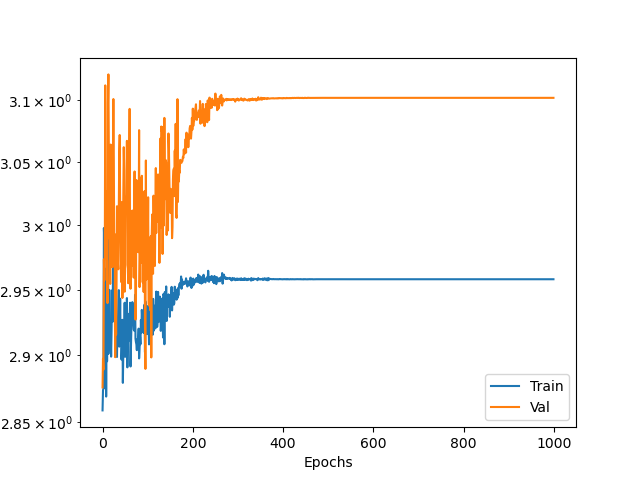 3.1 × 10⁰
3.05 × 10⁰
3 × 10⁰
2.95 × 10⁰
2.9 × 10⁰
2.85 × 10⁰
Train
Val
0 200 400 600 800 1000
Epochs